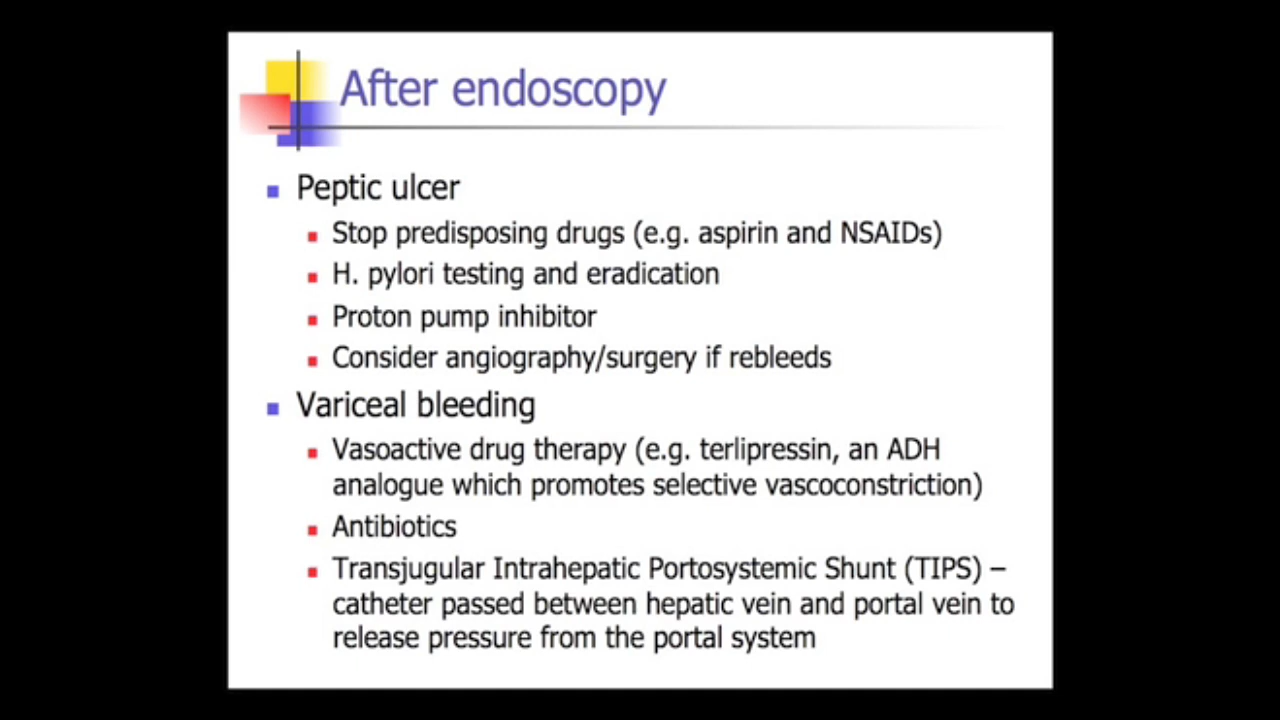 After endoscopy
Peptic ulcer
Stop predisposing drugs (e.g. aspirin and NSAIDs)
H. pylori testing and eradication
Proton pump inhibitor
Consider angiography/surgery if rebleeds
Variceal bleeding
Vasoactive drug therapy (e.g. terlipressin, an ADH
analogue which promotes selective vascoconstriction)
Antibiotics
Transjugular Intrahepatic Portosystemic Shunt (TIPS) –
catheter passed between hepatic vein and portal vein to
release pressure from the portal system